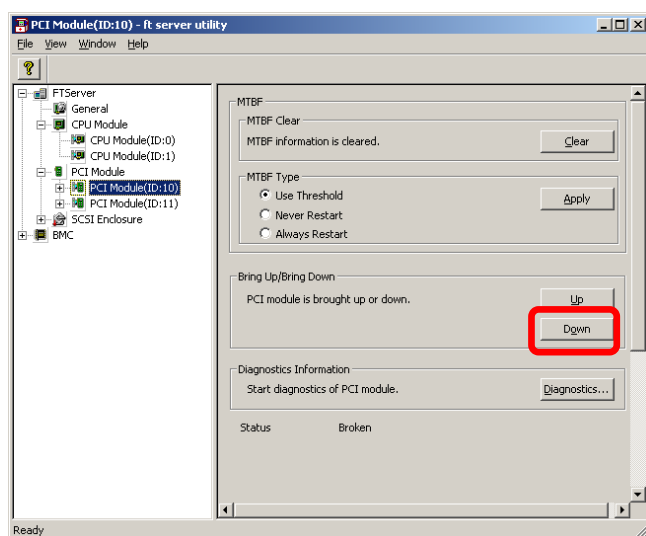 PCI Module(ID:10) - ft server utility
File View Window Help
FTServer
General
CPU Module
CPU Module(ID:0)
CPU Module(ID:1)
PCI Module
PCI Module(ID:10)
PCI Module(ID:11)
SCSI Enclosure
BMC
MTBF
MTBF Clear
MTBF information is cleared.
Clear
MTBF Type
Use Threshold
Apply
Never Restart
Always Restart
Bring Up/Bring Down
PCI module is brought up or down.
Up
Down
Diagnostics Information
Start diagnostics of PCI module.
Diagnostics...
Status Broken
Ready